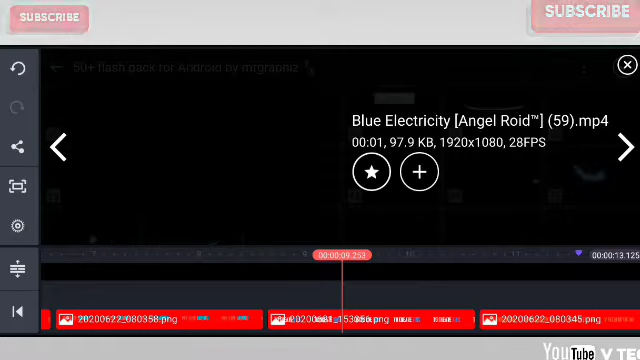 SUBSCRIBE
SUBSCRIBE
50+ flash pack for Android by mrgrabriz
Blue Electricity [Angel Roid™] (59).mp4
00:01, 97.9 KB, 1920x1080, 28FPS
00:00:09.253
00:00:13.125
20200622_080358.png
20200622_080345.png
YouTube